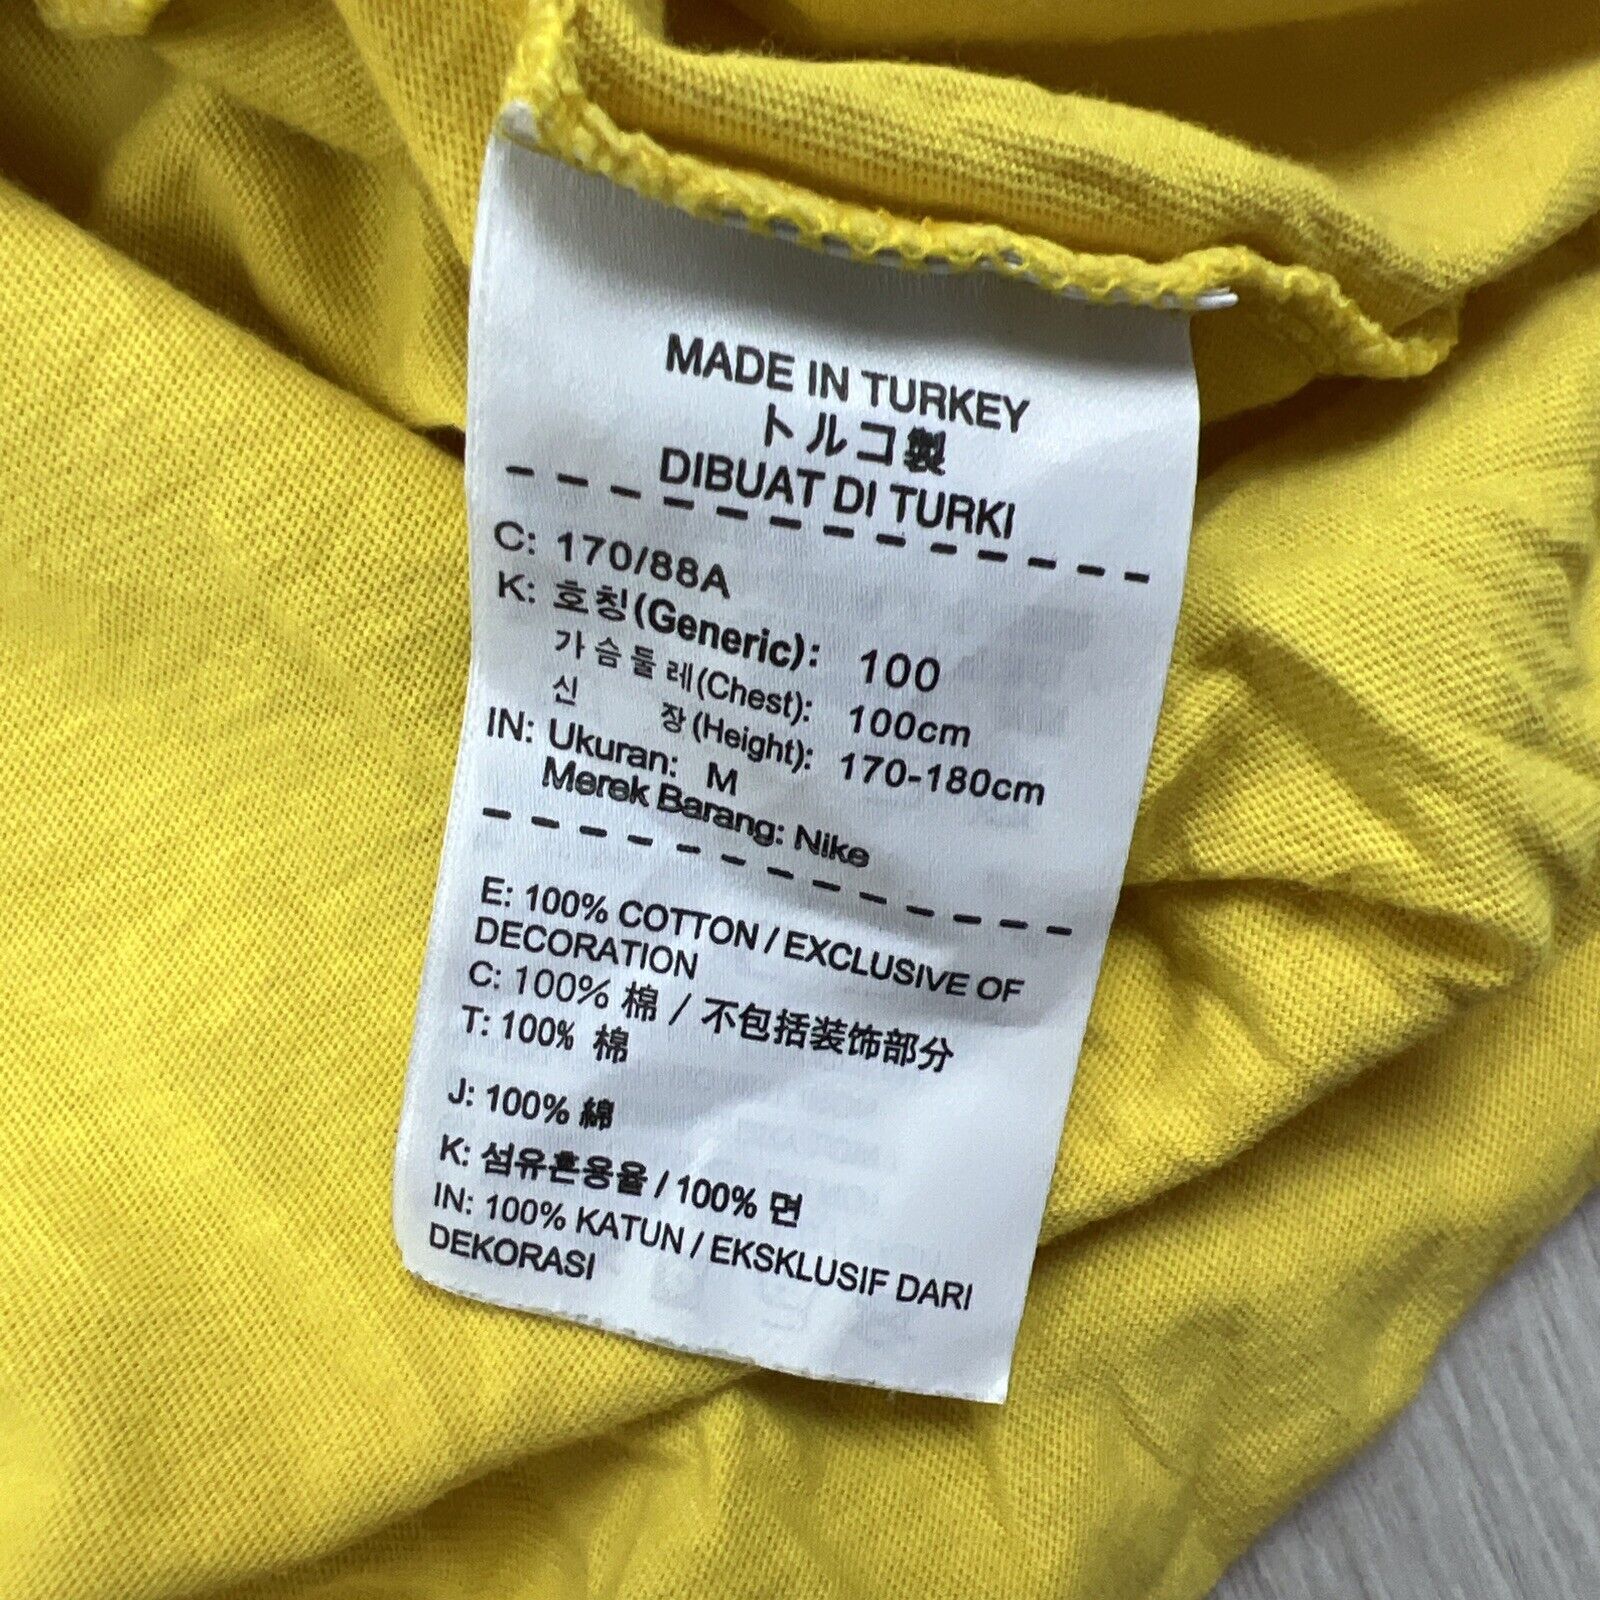 MADE IN TURKEY
トルコ製
DIBUAT DI TURKI
C: 170/88A
K: 호칭(Generic): 100
가슴둘레(Chest): 100cm
신 장(Height): 170-180cm
IN: Ukuran: M
Merek Barang: Nike
E: 100% COTTON / EXCLUSIVE OF
DECORATION
C: 100% 棉 / 不包括装饰部分
T: 100% 棉
J: 100% 綿
K: 섬유혼용율 / 100% 면
IN: 100% KATUN / EKSKLUSIF DARI
DEKORASI